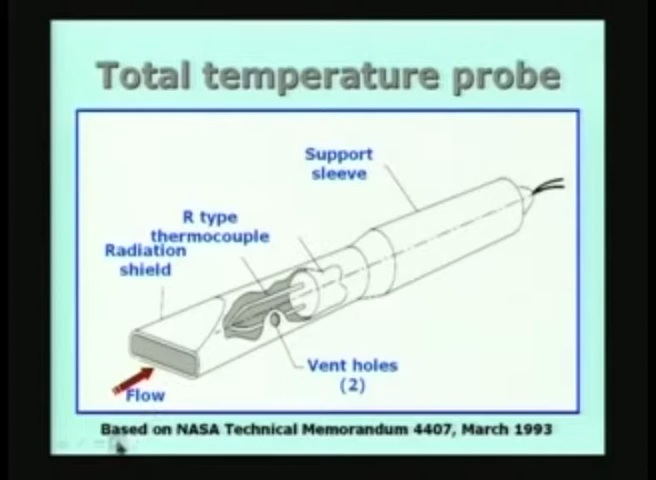 Total temperature probe
Support
sleeve
R type
thermocouple
Radiation
shield
Vent holes
(2)
Flow
Based on NASA Technical Memorandum 4407, March 1993